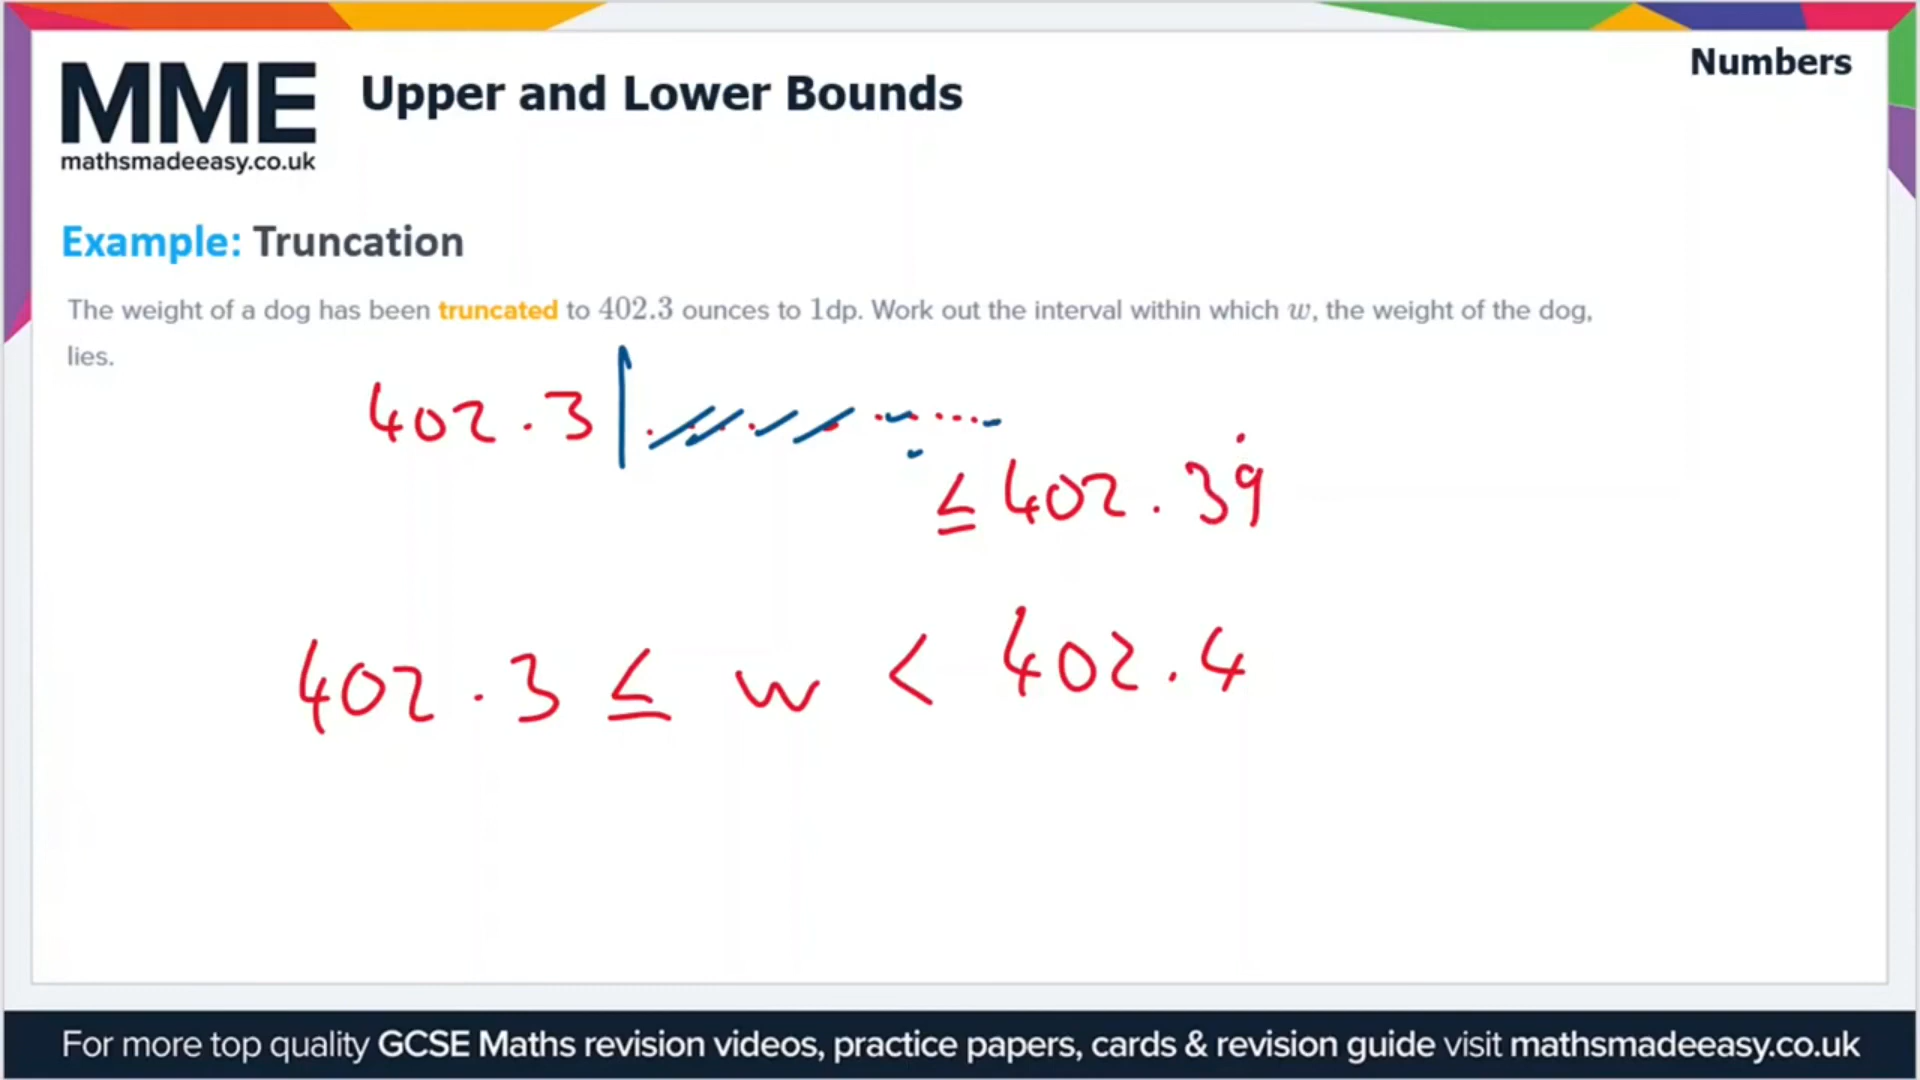 Numbers
MME
mathsmadeeasy.co.uk
Upper and Lower Bounds
Example: Truncation
The weight of a dog has been truncated to 402.3 ounces to 1dp. Work out the interval within which w, the weight of the dog,
lies.
402.3
≤ 402.39̇
402.3 ≤ w < 402.4
For more top quality GCSE Maths revision videos, practice papers, cards & revision guide visit mathsmadeeasy.co.uk